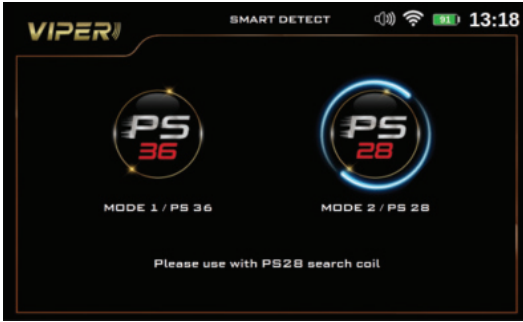 VIPER
SMART DETECT
91
13:18
PS
36
PS
28
MODE 1 / PS 36
MODE 2 / PS 28
Please use with PS28 search coil